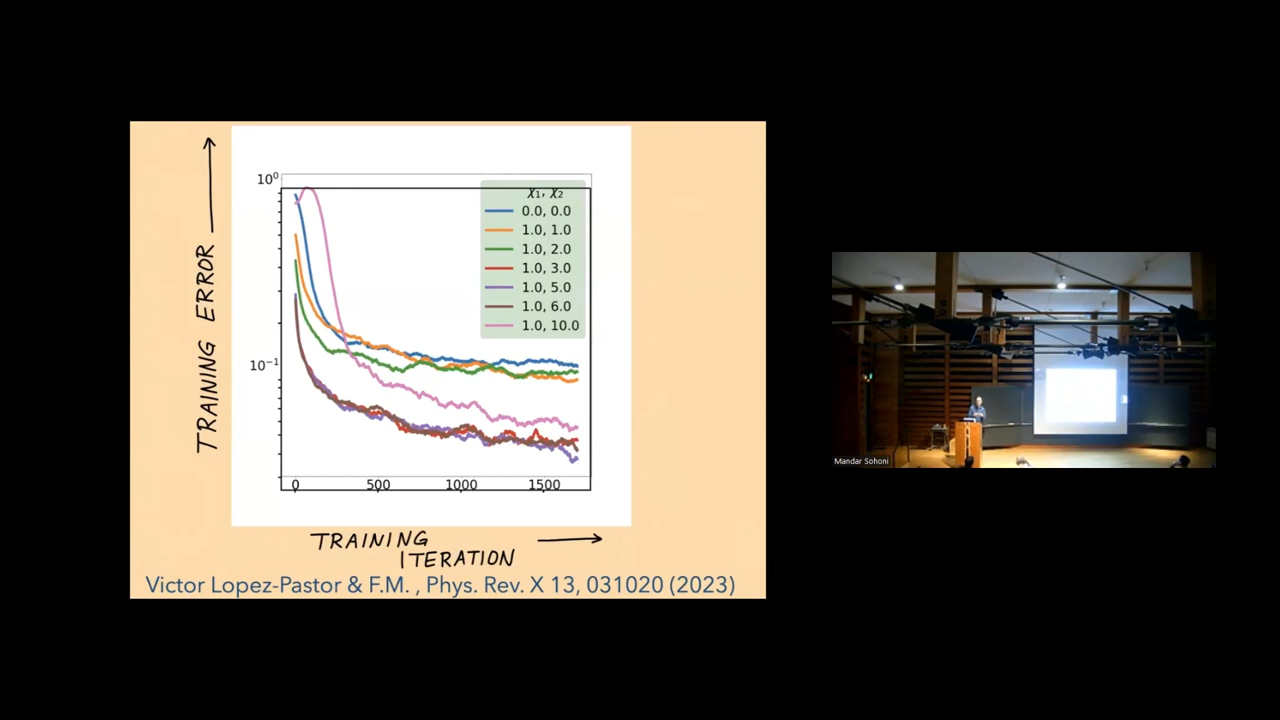 TRAINING ERROR
10⁰
10⁻¹
χ₁, χ₂
0.0, 0.0
1.0, 1.0
1.0, 2.0
1.0, 3.0
1.0, 5.0
1.0, 6.0
1.0, 10.0
0 500 1000 1500
TRAINING
ITERATION
Victor Lopez-Pastor & F.M. , Phys. Rev. X 13, 031020 (2023)
Mandar Sohoni